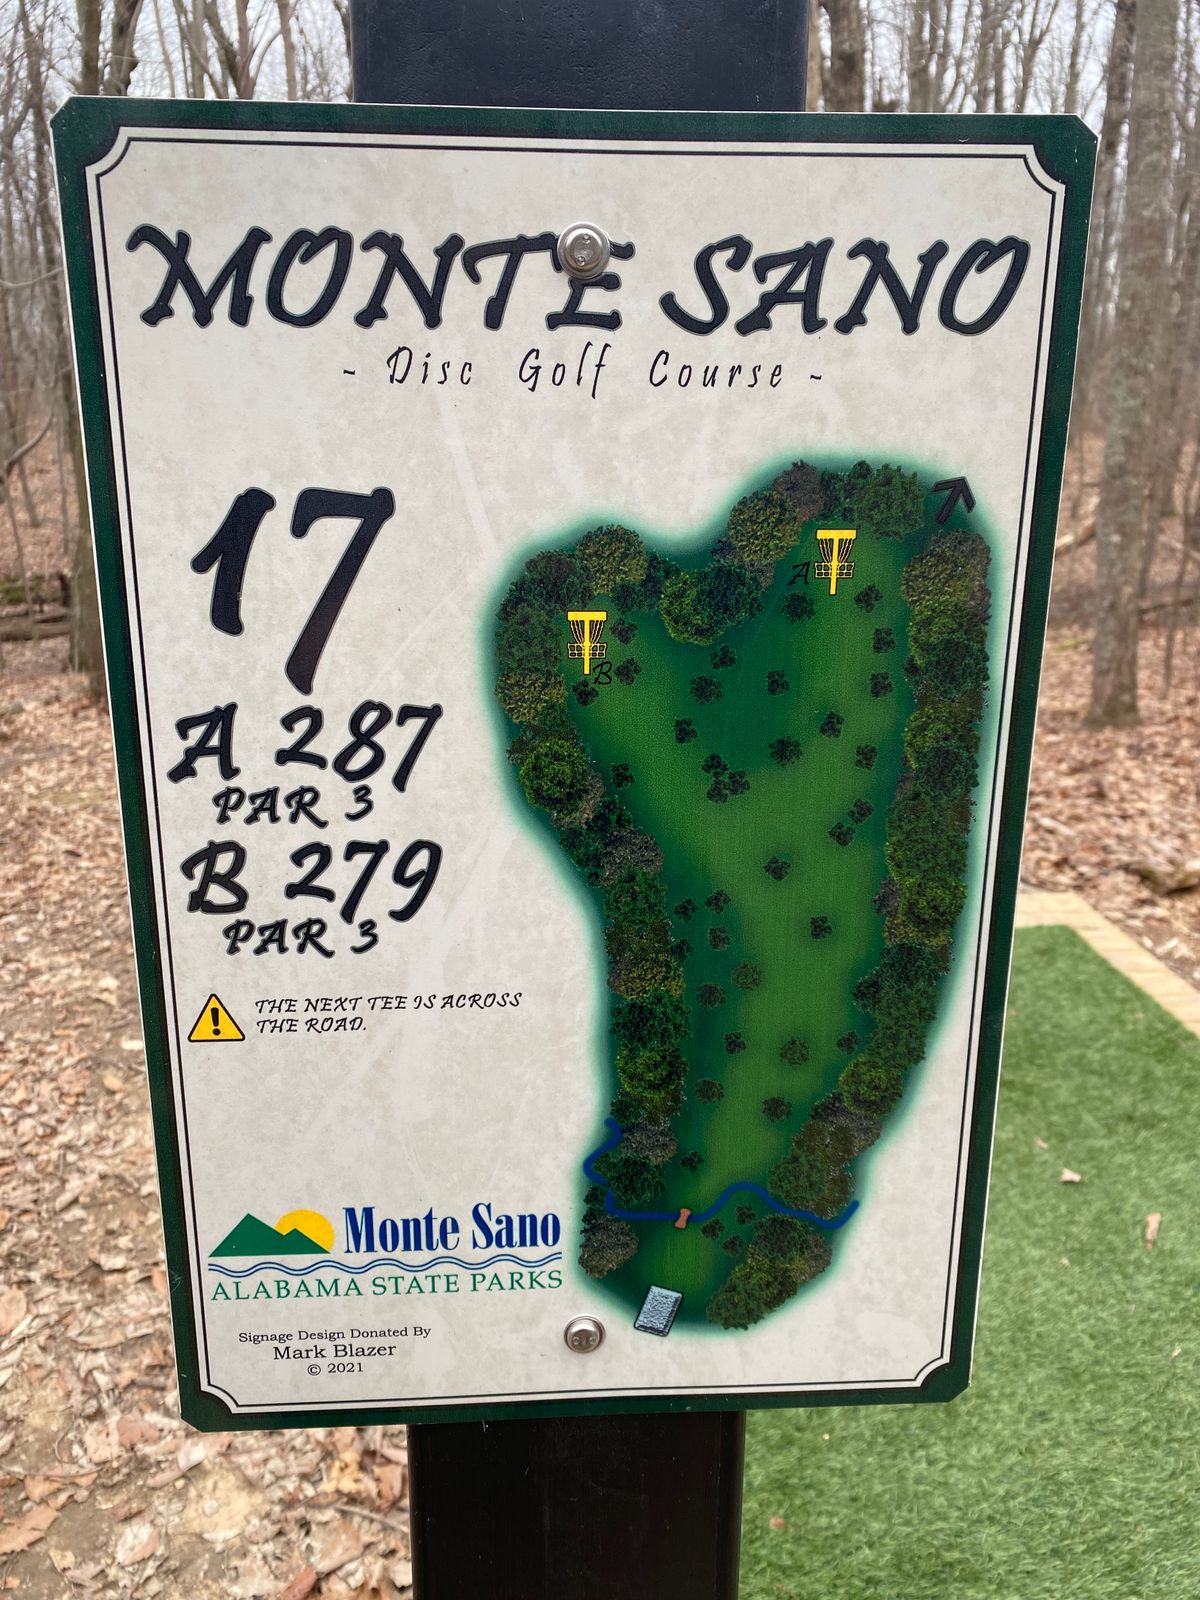 MONTE SANO
- Disc Golf Course -
17
A 287
PAR 3
B 279
PAR 3
THE NEXT TEE IS ACROSS
THE ROAD.
A
B
Monte Sano
ALABAMA STATE PARKS
Signage Design Donated By
Mark Blazer
© 2021